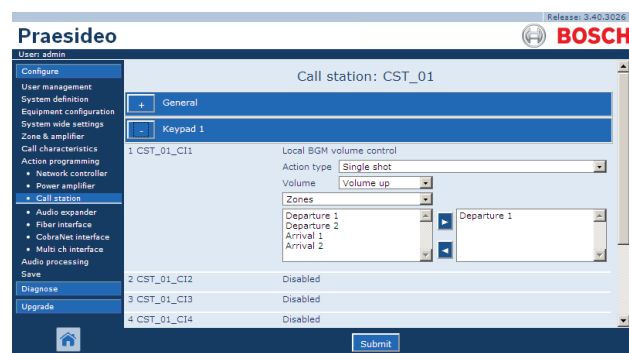 Release: 3.40.3026
Praesideo
BOSCH
User: admin
Configure
User management
System definition
Equipment configuration
System wide settings
Zone & amplifier
Call characteristics
Action programming
• Network controller
• Power amplifier
• Call station
• Audio expander
• Fiber interface
• CobraNet interface
• Multi ch interface
Audio processing
Save
Diagnose
Upgrade
Call station: CST_01
+ General
- Keypad 1
1 CST_01_CI1 Local BGM volume control
Action type Single shot
Volume Volume up
Zones
Departure 1
Departure 2
Arrival 1
Arrival 2
Departure 1
2 CST_01_CI2 Disabled
3 CST_01_CI3 Disabled
4 CST_01_CI4 Disabled
Submit